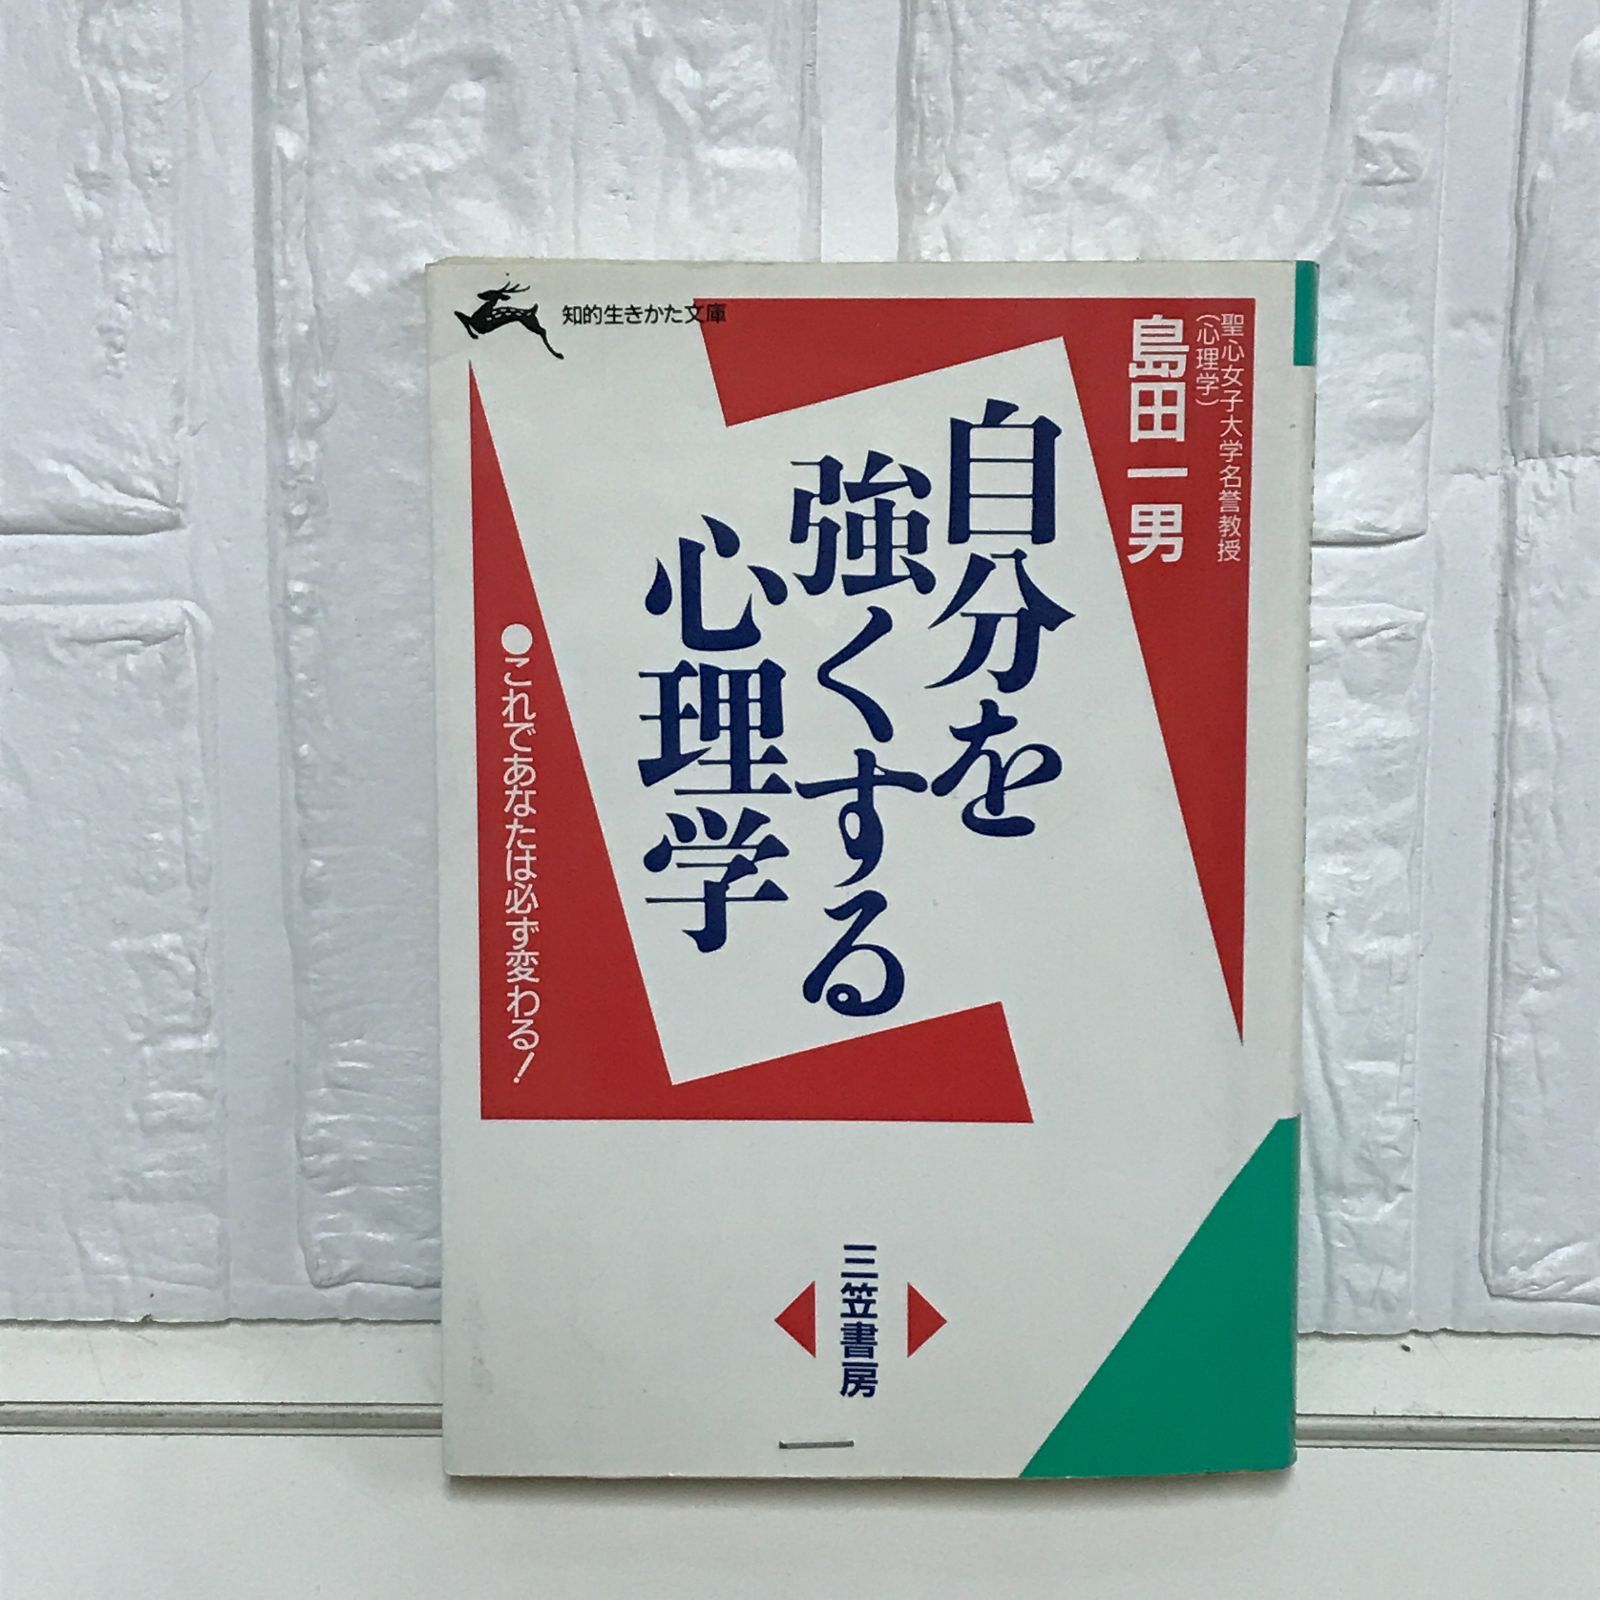 知的生きかた文庫
聖心女子大学名誉教授
(心理学)
島田一男
自分を
強くする
心理学
●これであなたは必ず変わる!
三笠書房